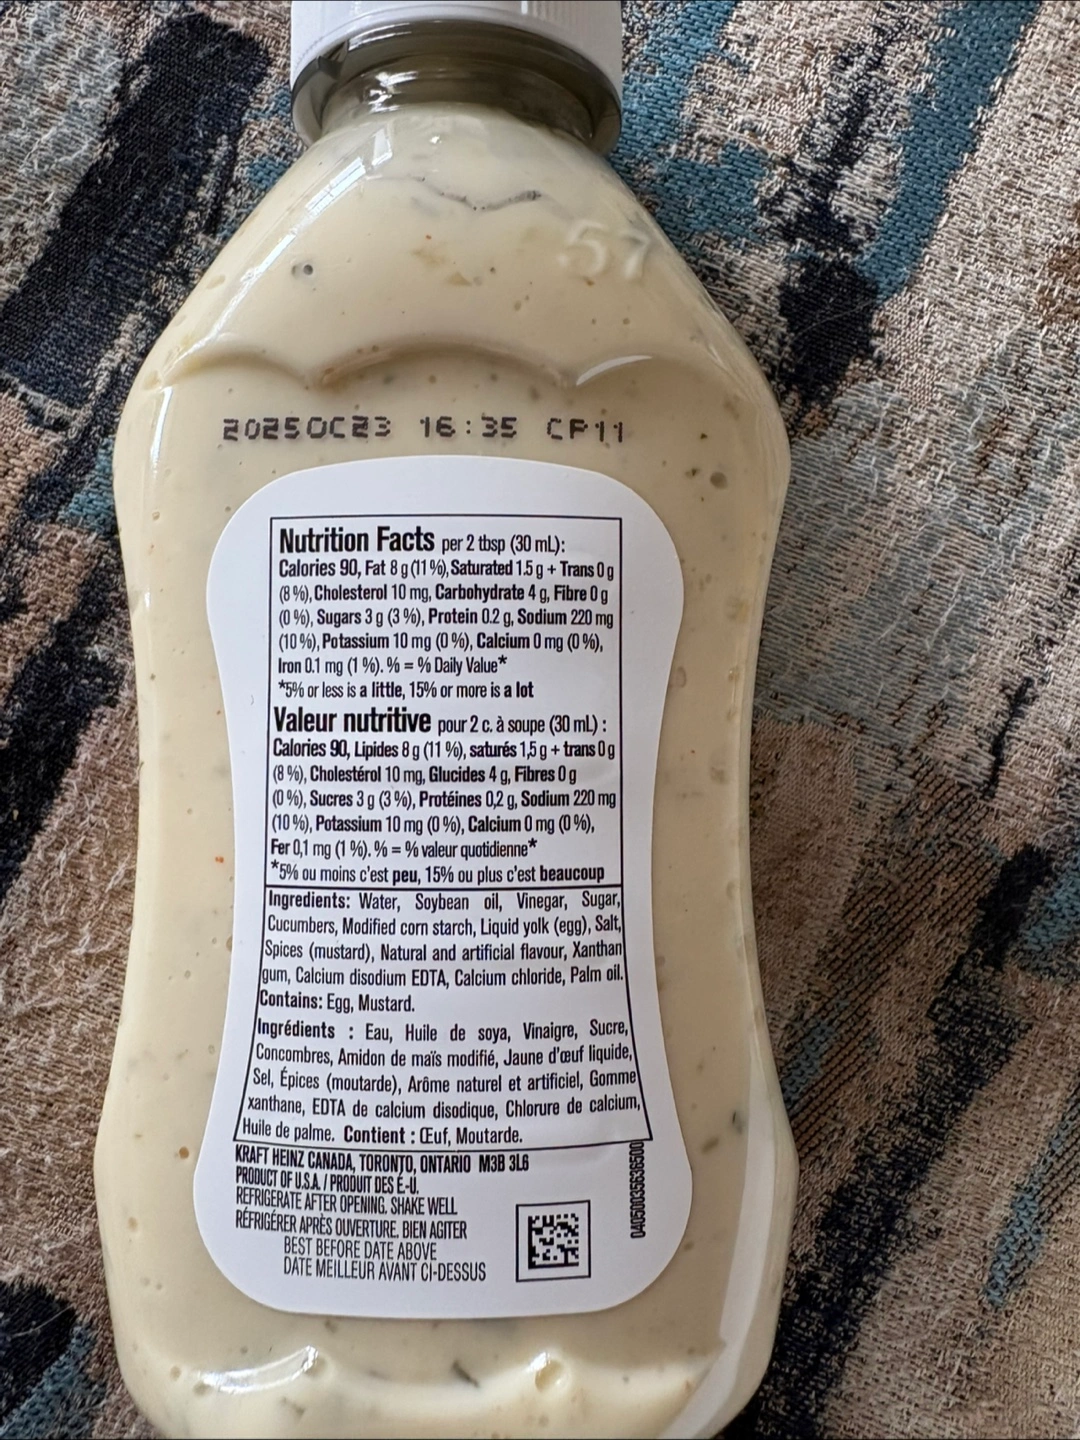 57
2025OC23 16:35 CP11
Nutrition Facts per 2 tbsp (30 mL):
Calories 90, Fat 8 g (11 %), Saturated 1.5 g + Trans 0 g
(8 %), Cholesterol 10 mg, Carbohydrate 4 g, Fibre 0 g
(0 %), Sugars 3 g (3 %), Protein 0.2 g, Sodium 220 mg
(10 %), Potassium 10 mg (0 %), Calcium 0 mg (0 %),
Iron 0.1 mg (1 %). % = % Daily Value*
*5% or less is a little, 15% or more is a lot
Valeur nutritive pour 2 c. à soupe (30 mL) :
Calories 90, Lipides 8 g (11 %), saturés 1,5 g + trans 0 g
(8 %), Cholestérol 10 mg, Glucides 4 g, Fibres 0 g
(0 %), Sucres 3 g (3 %), Protéines 0,2 g, Sodium 220 mg
(10 %), Potassium 10 mg (0 %), Calcium 0 mg (0 %),
Fer 0,1 mg (1 %). % = % valeur quotidienne*
*5% ou moins c'est peu, 15% ou plus c'est beaucoup
Ingredients: Water, Soybean oil, Vinegar, Sugar,
Cucumbers, Modified corn starch, Liquid yolk (egg), Salt,
Spices (mustard), Natural and artificial flavour, Xanthan
gum, Calcium disodium EDTA, Calcium chloride, Palm oil.
Contains: Egg, Mustard.
Ingrédients : Eau, Huile de soya, Vinaigre, Sucre,
Concombres, Amidon de maïs modifié, Jaune d'œuf liquide,
Sel, Épices (moutarde), Arôme naturel et artificiel, Gomme
xanthane, EDTA de calcium disodique, Chlorure de calcium,
Huile de palme. Contient : Œuf, Moutarde.
KRAFT HEINZ CANADA, TORONTO, ONTARIO M3B 3L6
PRODUCT OF U.S.A. / PRODUIT DES É.-U.
REFRIGERATE AFTER OPENING. SHAKE WELL
RÉFRIGÉRER APRÈS OUVERTURE. BIEN AGITER
BEST BEFORE DATE ABOVE
DATE MEILLEUR AVANT CI-DESSUS